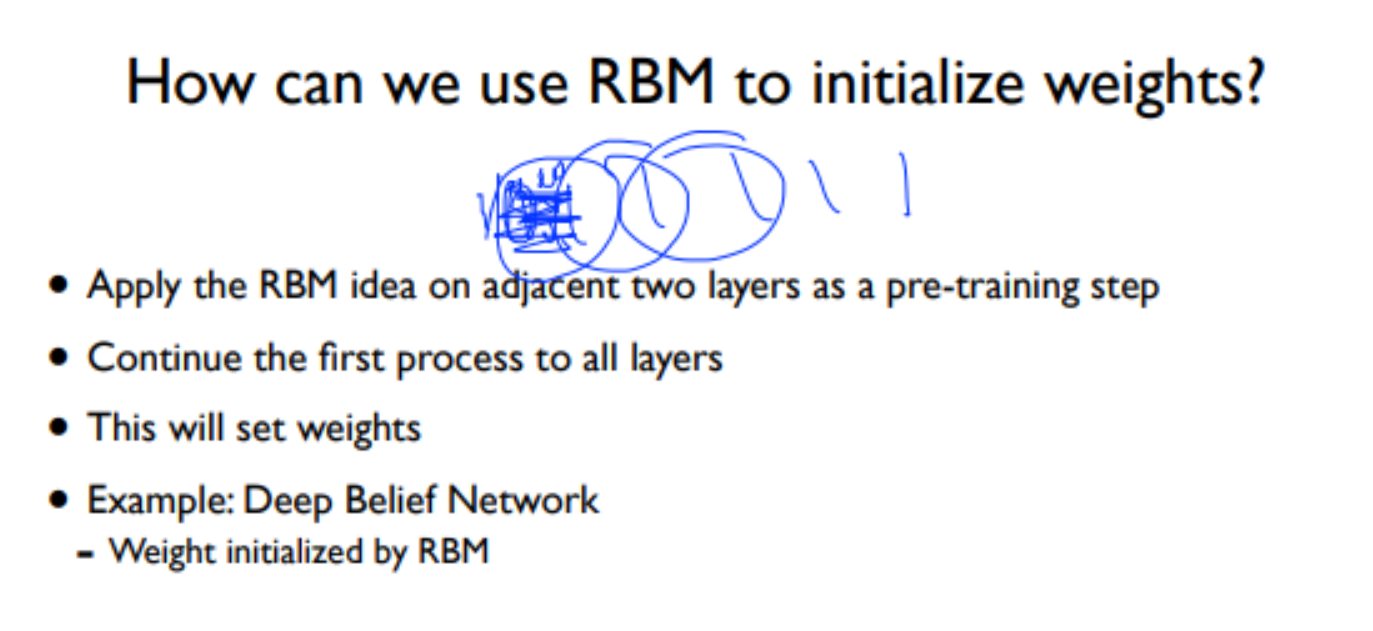 How can we use RBM to initialize weights?
• Apply the RBM idea on adjacent two layers as a pre-training step
• Continue the first process to all layers
• This will set weights
• Example: Deep Belief Network
- Weight initialized by RBM